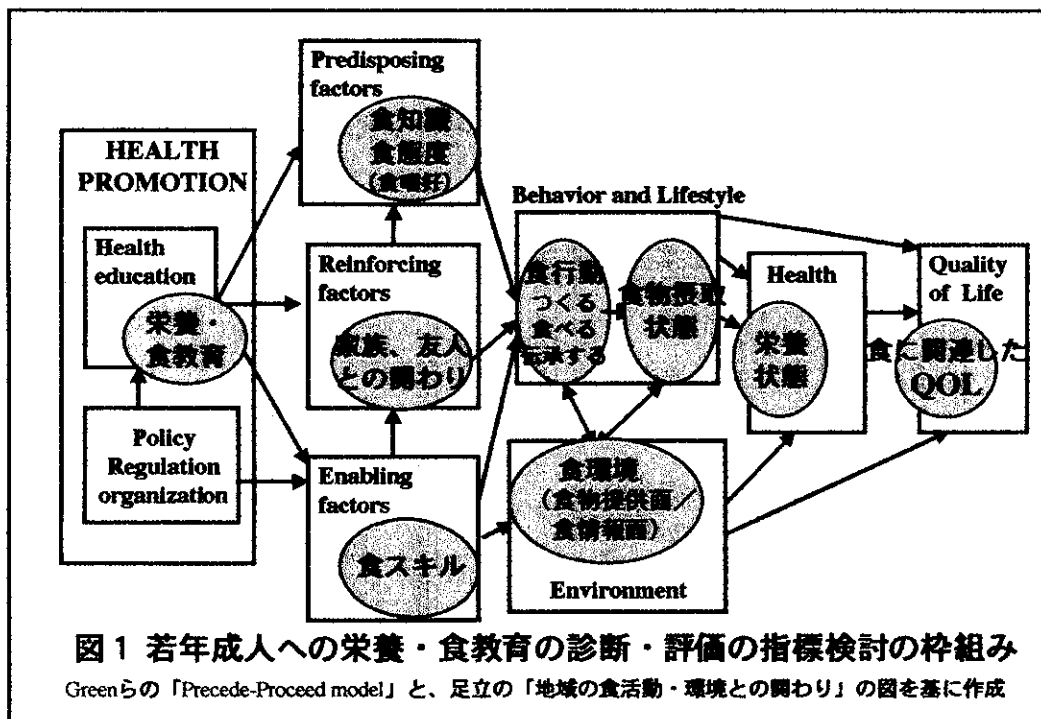 HEALTH
PROMOTION
Health
education
栄養・
食教育
Policy
Regulation
organization
Predisposing
factors
食知識
食態度
(食嗜好)
Reinforcing
factors
家族、友人
との関わり
Enabling
factors
食スキル
Behavior and Lifestyle
食行動
つくる
食べる
伝承する
食物摂取
状態
食環境
(食物提供面/
食情報面)
Environment
Health
栄養
状態
Quality
of Life
食に関連した
QOL
図1 若年成人への栄養・食教育の診断・評価の指標検討の枠組み
Greenらの「Precede-Proceed model」と、足立の「地域の食活動・環境との関わり」の図を基に作成